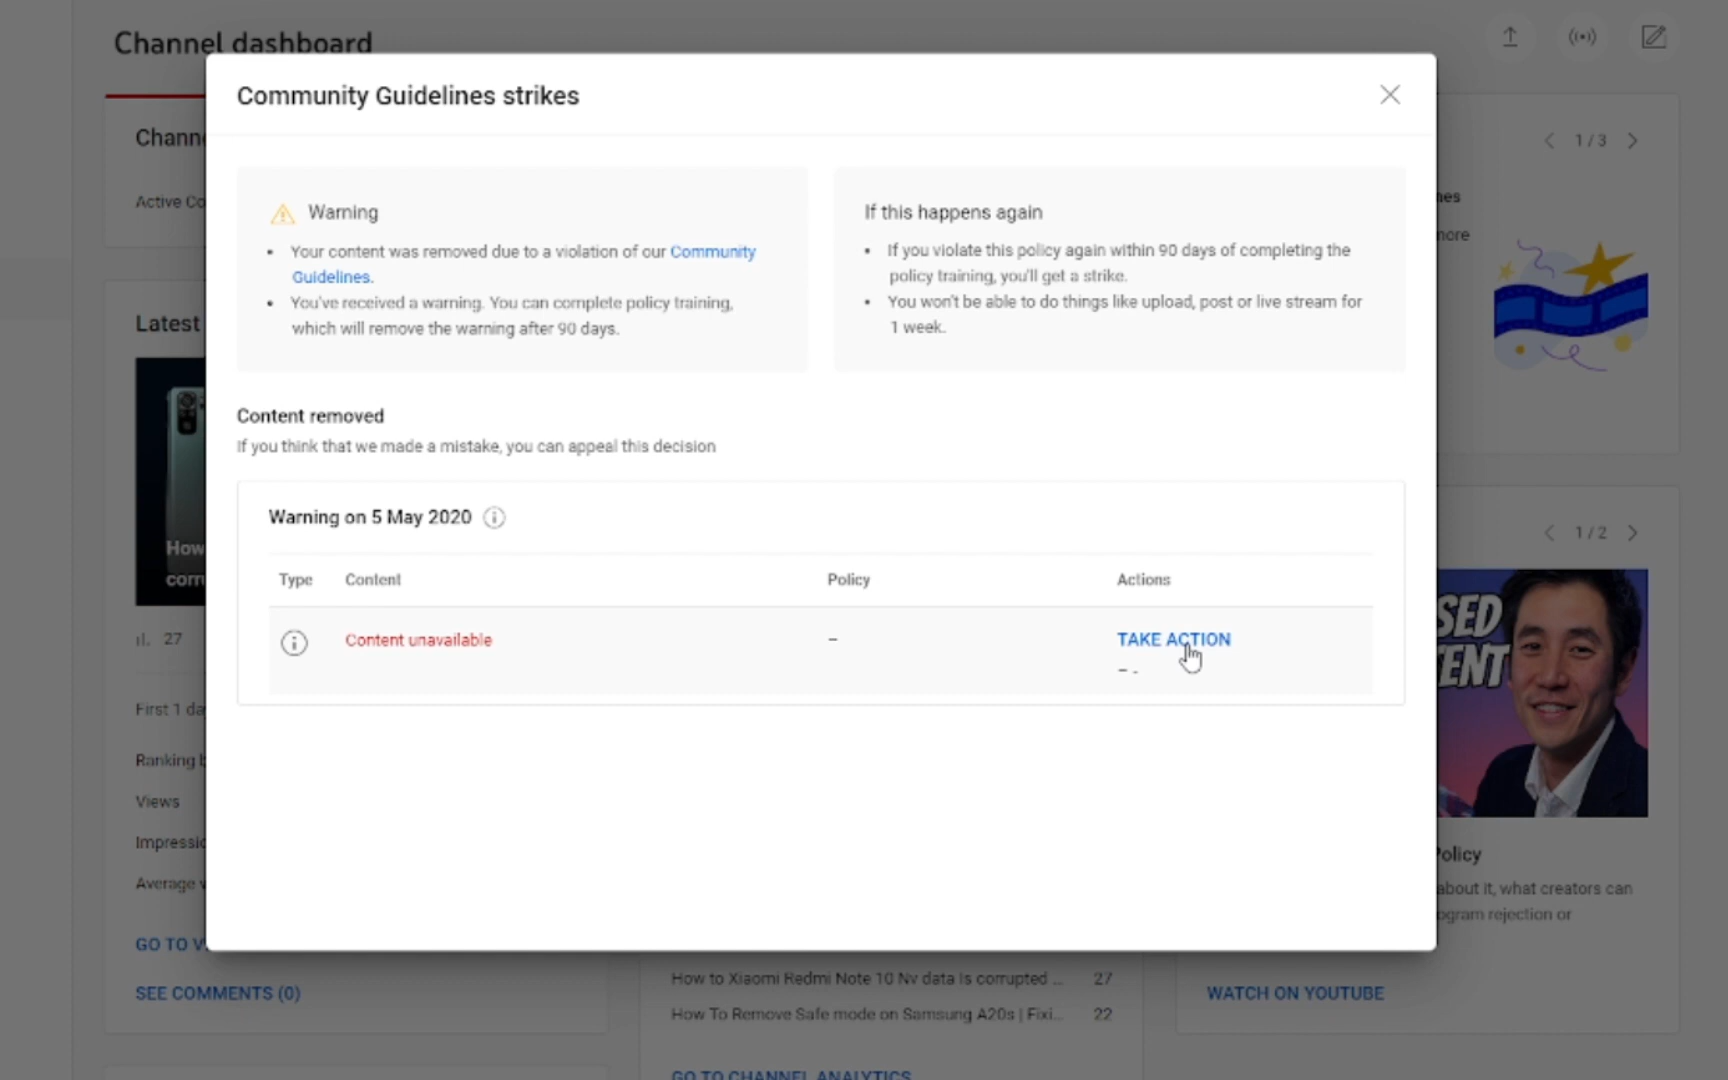 Channel dashboard
Community Guidelines strikes
Active Co
1 / 3
Warning
Your content was removed due to a violation of our Community
Guidelines.
You've received a warning. You can complete policy training,
which will remove the warning after 90 days.
If this happens again
If you violate this policy again within 90 days of completing the
policy training, you'll get a strike.
You won't be able to do things like upload, post or live stream for
1 week.
Latest
How
Content removed
If you think that we made a mistake, you can appeal this decision
Warning on 5 May 2020
Type Content Policy Actions
Content unavailable – TAKE ACTION
– -
27
First 1 da
Ranking b
Views
Impressio
Average v
GO TO V
SEE COMMENTS (0)
How to Xiaomi Redmi Note 10 Nv data Is corrupted ... 27
How To Remove Safe mode on Samsung A20s | Fixi... 22
GO TO CHANNEL ANALYTICS
1 / 2
SED
ENT
Policy
about it, what creators can
ogram rejection or
WATCH ON YOUTUBE